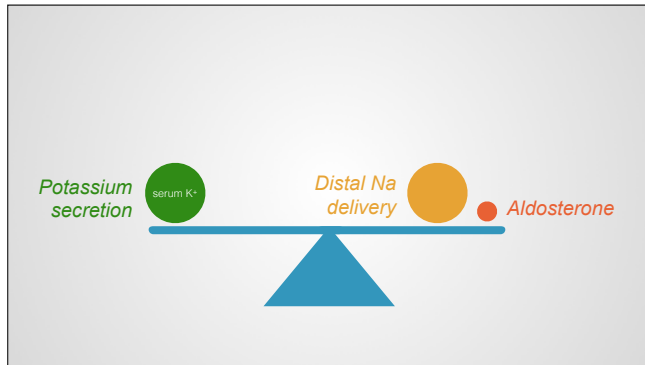 Potassium
secretion
serum K⁺
Distal Na
delivery
Aldosterone